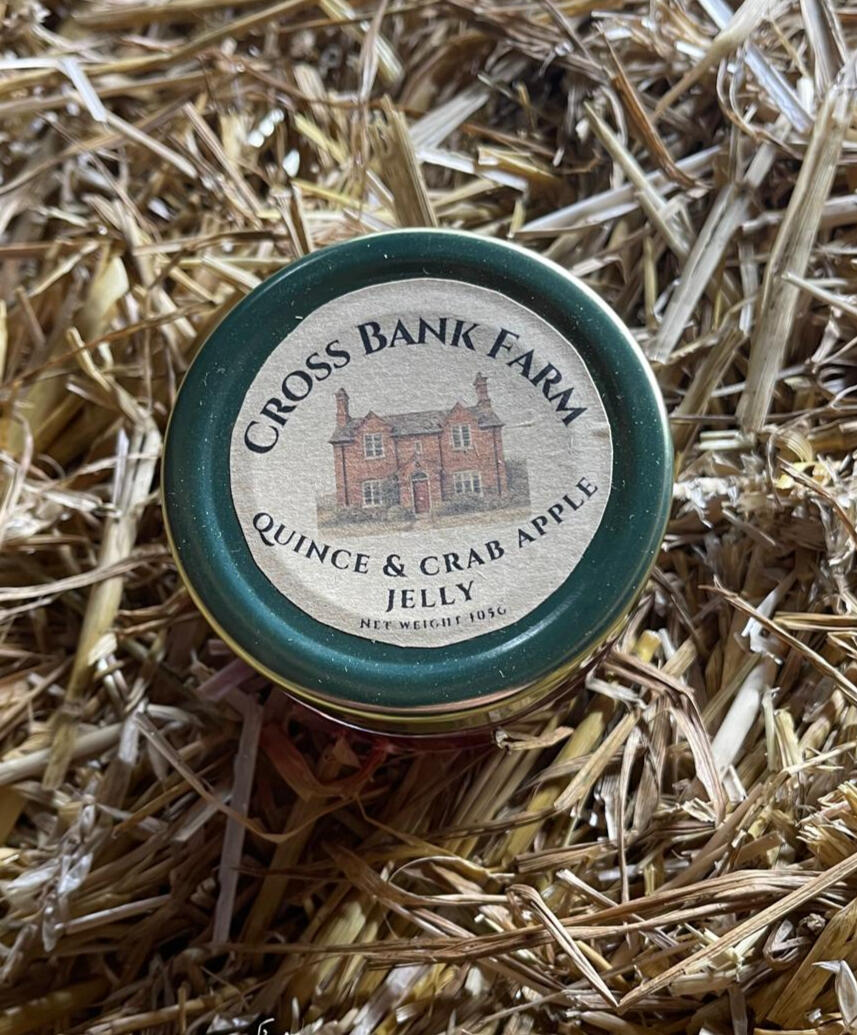 CROSS BANK FARM
QUINCE & CRAB APPLE
JELLY
NET WEIGHT 105G